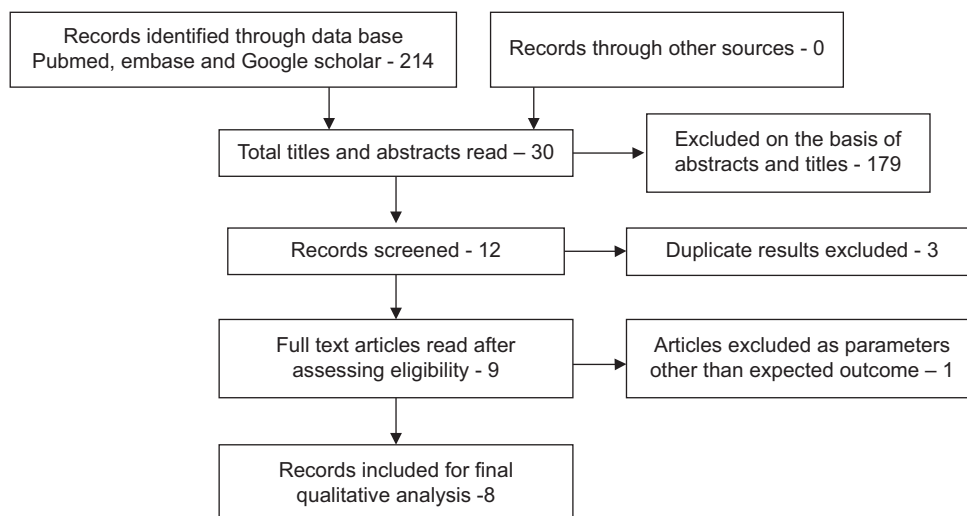 Records identified through data base
Pubmed, embase and Google scholar - 214
Records through other sources - 0
Total titles and abstracts read – 30
Excluded on the basis of
abstracts and titles - 179
Records screened - 12
Duplicate results excluded - 3
Full text articles read after
assessing eligibility - 9
Articles excluded as parameters
other than expected outcome – 1
Records included for final
qualitative analysis -8